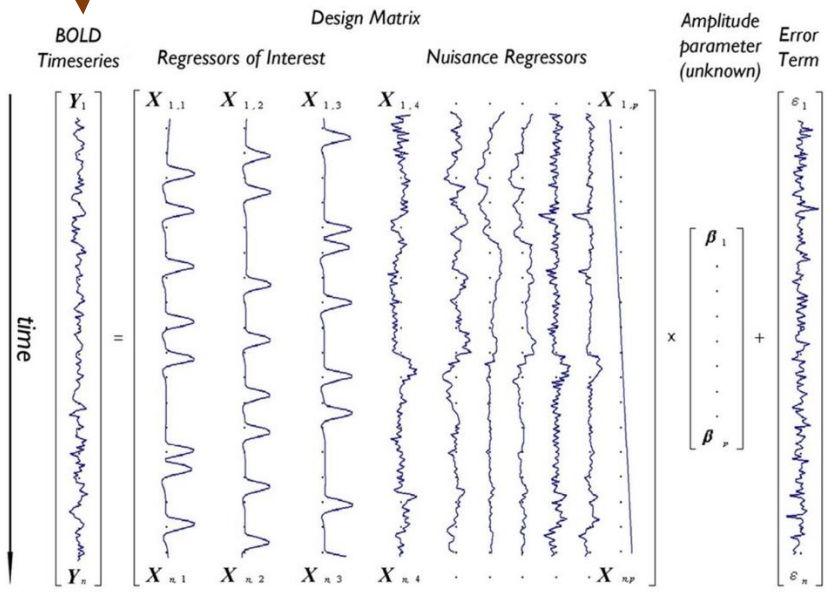 Design Matrix
BOLD
Timeseries
Regressors of Interest
Nuisance Regressors
Amplitude
parameter
(unknown)
Error
Term
Y1 X1,1 X1,2 X1,3 X1,4 . . . . . X1,p ε1
time
=
x
β1
.
.
.
.
.
.
βp
+
Yn Xn,1 Xn,2 Xn,3 Xn,4 . . . . . Xn,p εn